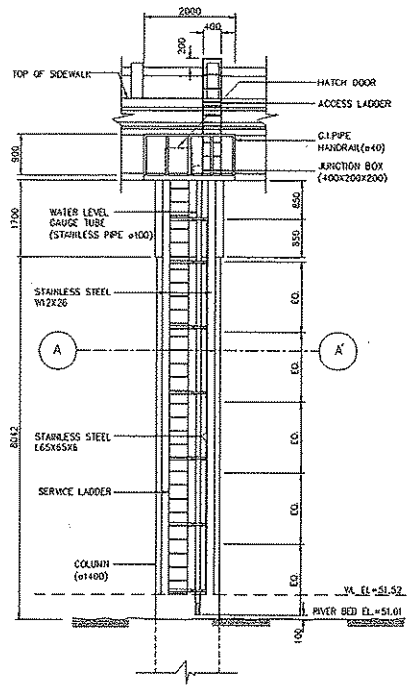 2000
400
200
TOP OF SIDEWALK
HATCH DOOR
ACCESS LADDER
G.I.PIPE
HANDRAIL(ø40)
900
JUNCTION BOX
(400X200X200)
1700
WATER LEVEL
GAUGE TUBE
(STAINLESS PIPE ø100)
850
850
STAINLESS STEEL
W12X26
EQ.
A
A'
EQ.
EQ.
8042
STAINLESS STEEL
L65X65X6
SERVICE LADDER
EQ.
COLUMN
(ø1400)
EQ.
WL EL=51.52
RIVER BED EL.=51.01
100